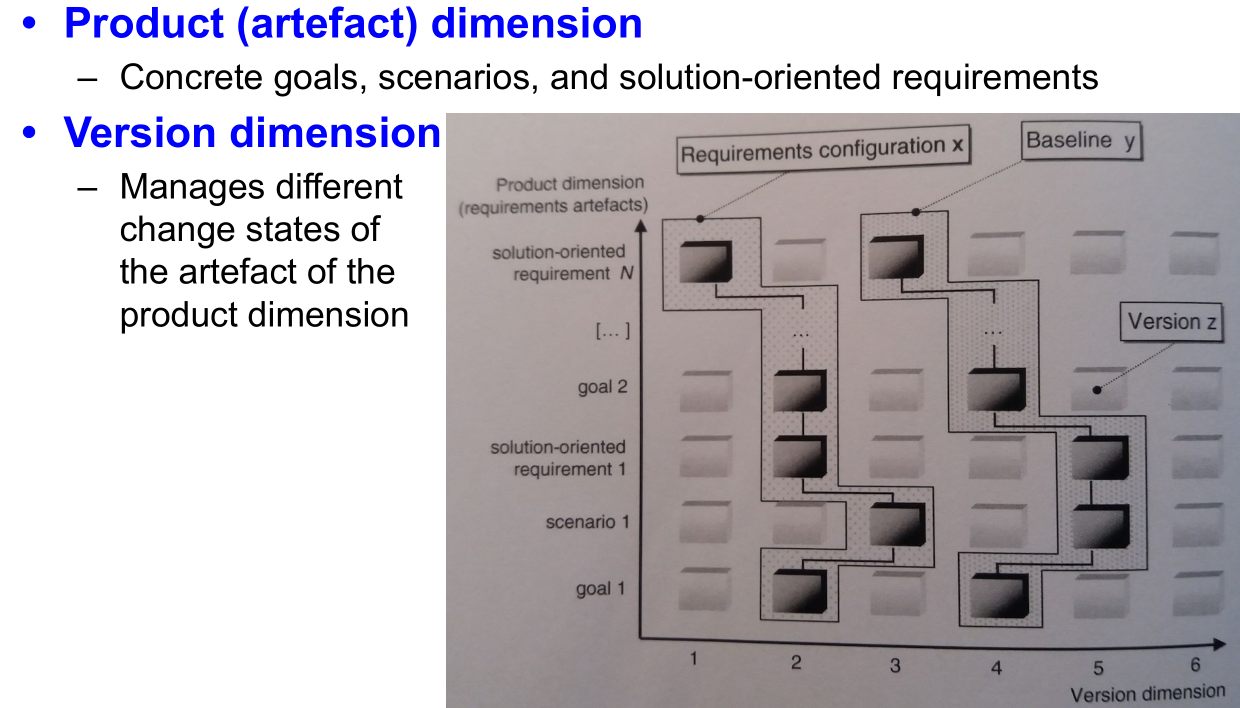 • Product (artefact) dimension
– Concrete goals, scenarios, and solution-oriented requirements
• Version dimension
– Manages different
change states of
the artefact of the
product dimension
Requirements configuration x
Baseline y
Product dimension
(requirements artefacts)
solution-oriented
requirement N
[... ]
...
...
Version z
goal 2
solution-oriented
requirement 1
scenario 1
goal 1
1 2 3 4 5 6
Version dimension